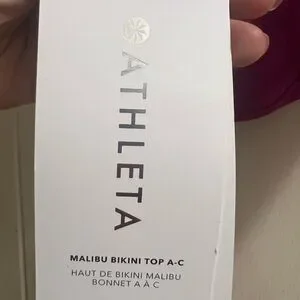 ATHLETA
MALIBU BIKINI TOP A-C
HAUT DE BIKINI MALIBU
BONNET A À C